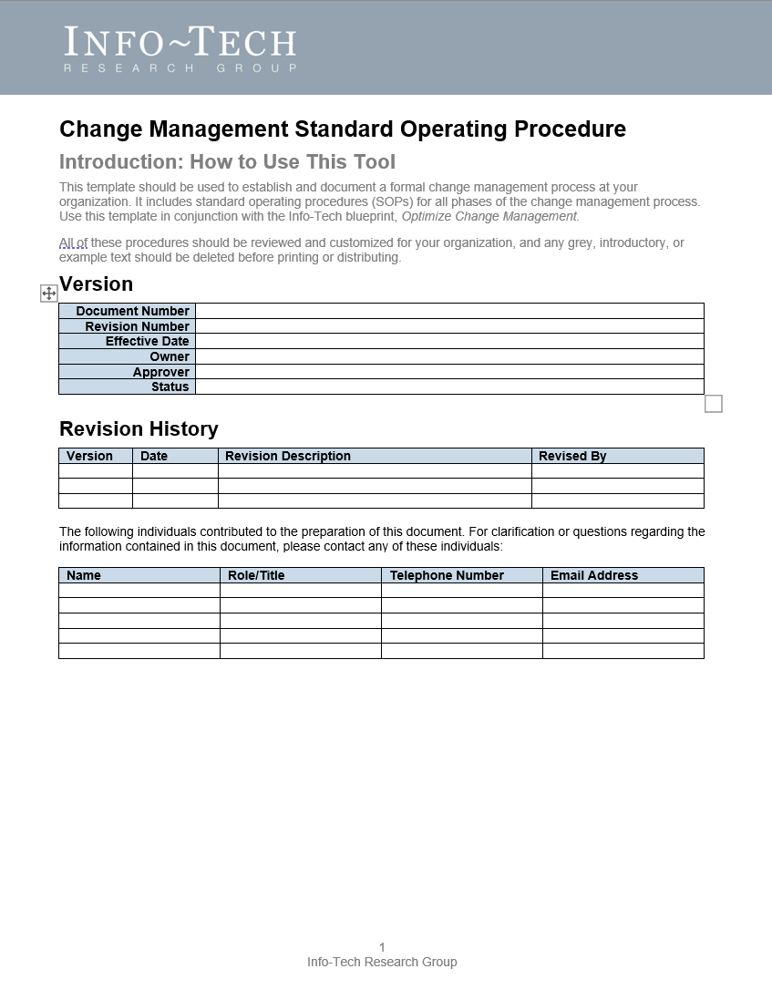 INFO~TECH
RESEARCH GROUP
Change Management Standard Operating Procedure
Introduction: How to Use This Tool
This template should be used to establish and document a formal change management process at your
organization. It includes standard operating procedures (SOPs) for all phases of the change management process.
Use this template in conjunction with the Info-Tech blueprint, Optimize Change Management.
All of these procedures should be reviewed and customized for your organization, and any grey, introductory, or
example text should be deleted before printing or distributing.
Version
Document Number
Revision Number
Effective Date
Owner
Approver
Status
Revision History
Version Date Revision Description Revised By
The following individuals contributed to the preparation of this document. For clarification or questions regarding the
information contained in this document, please contact any of these individuals:
Name Role/Title Telephone Number Email Address
1
Info-Tech Research Group